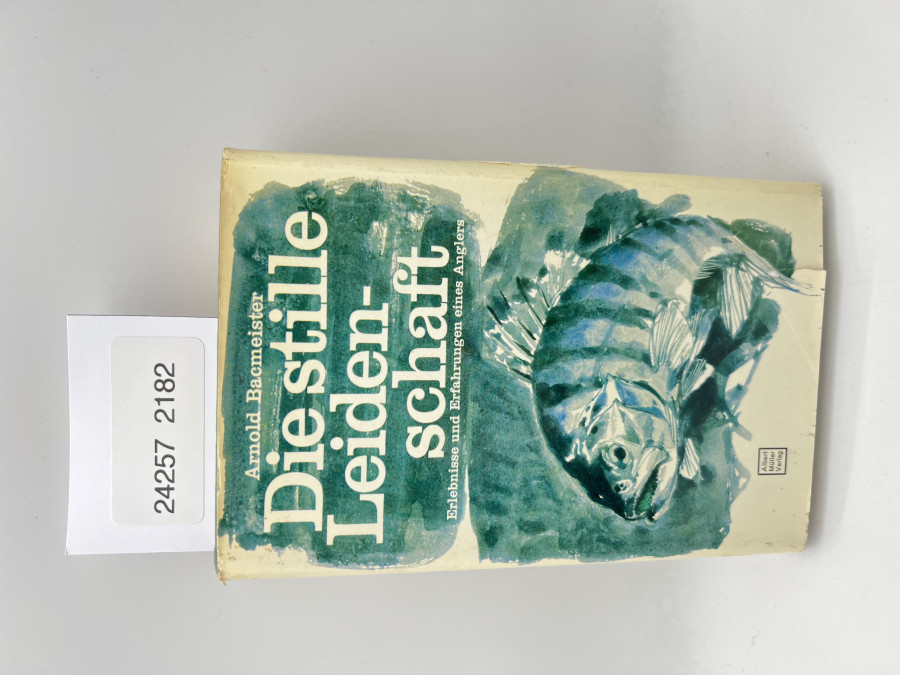 24257 2182
Arnold Bacmeister
Die stille
Leiden-
schaft
Erlebnisse und Erfahrungen eines Anglers
Albert
Müller
Verlag